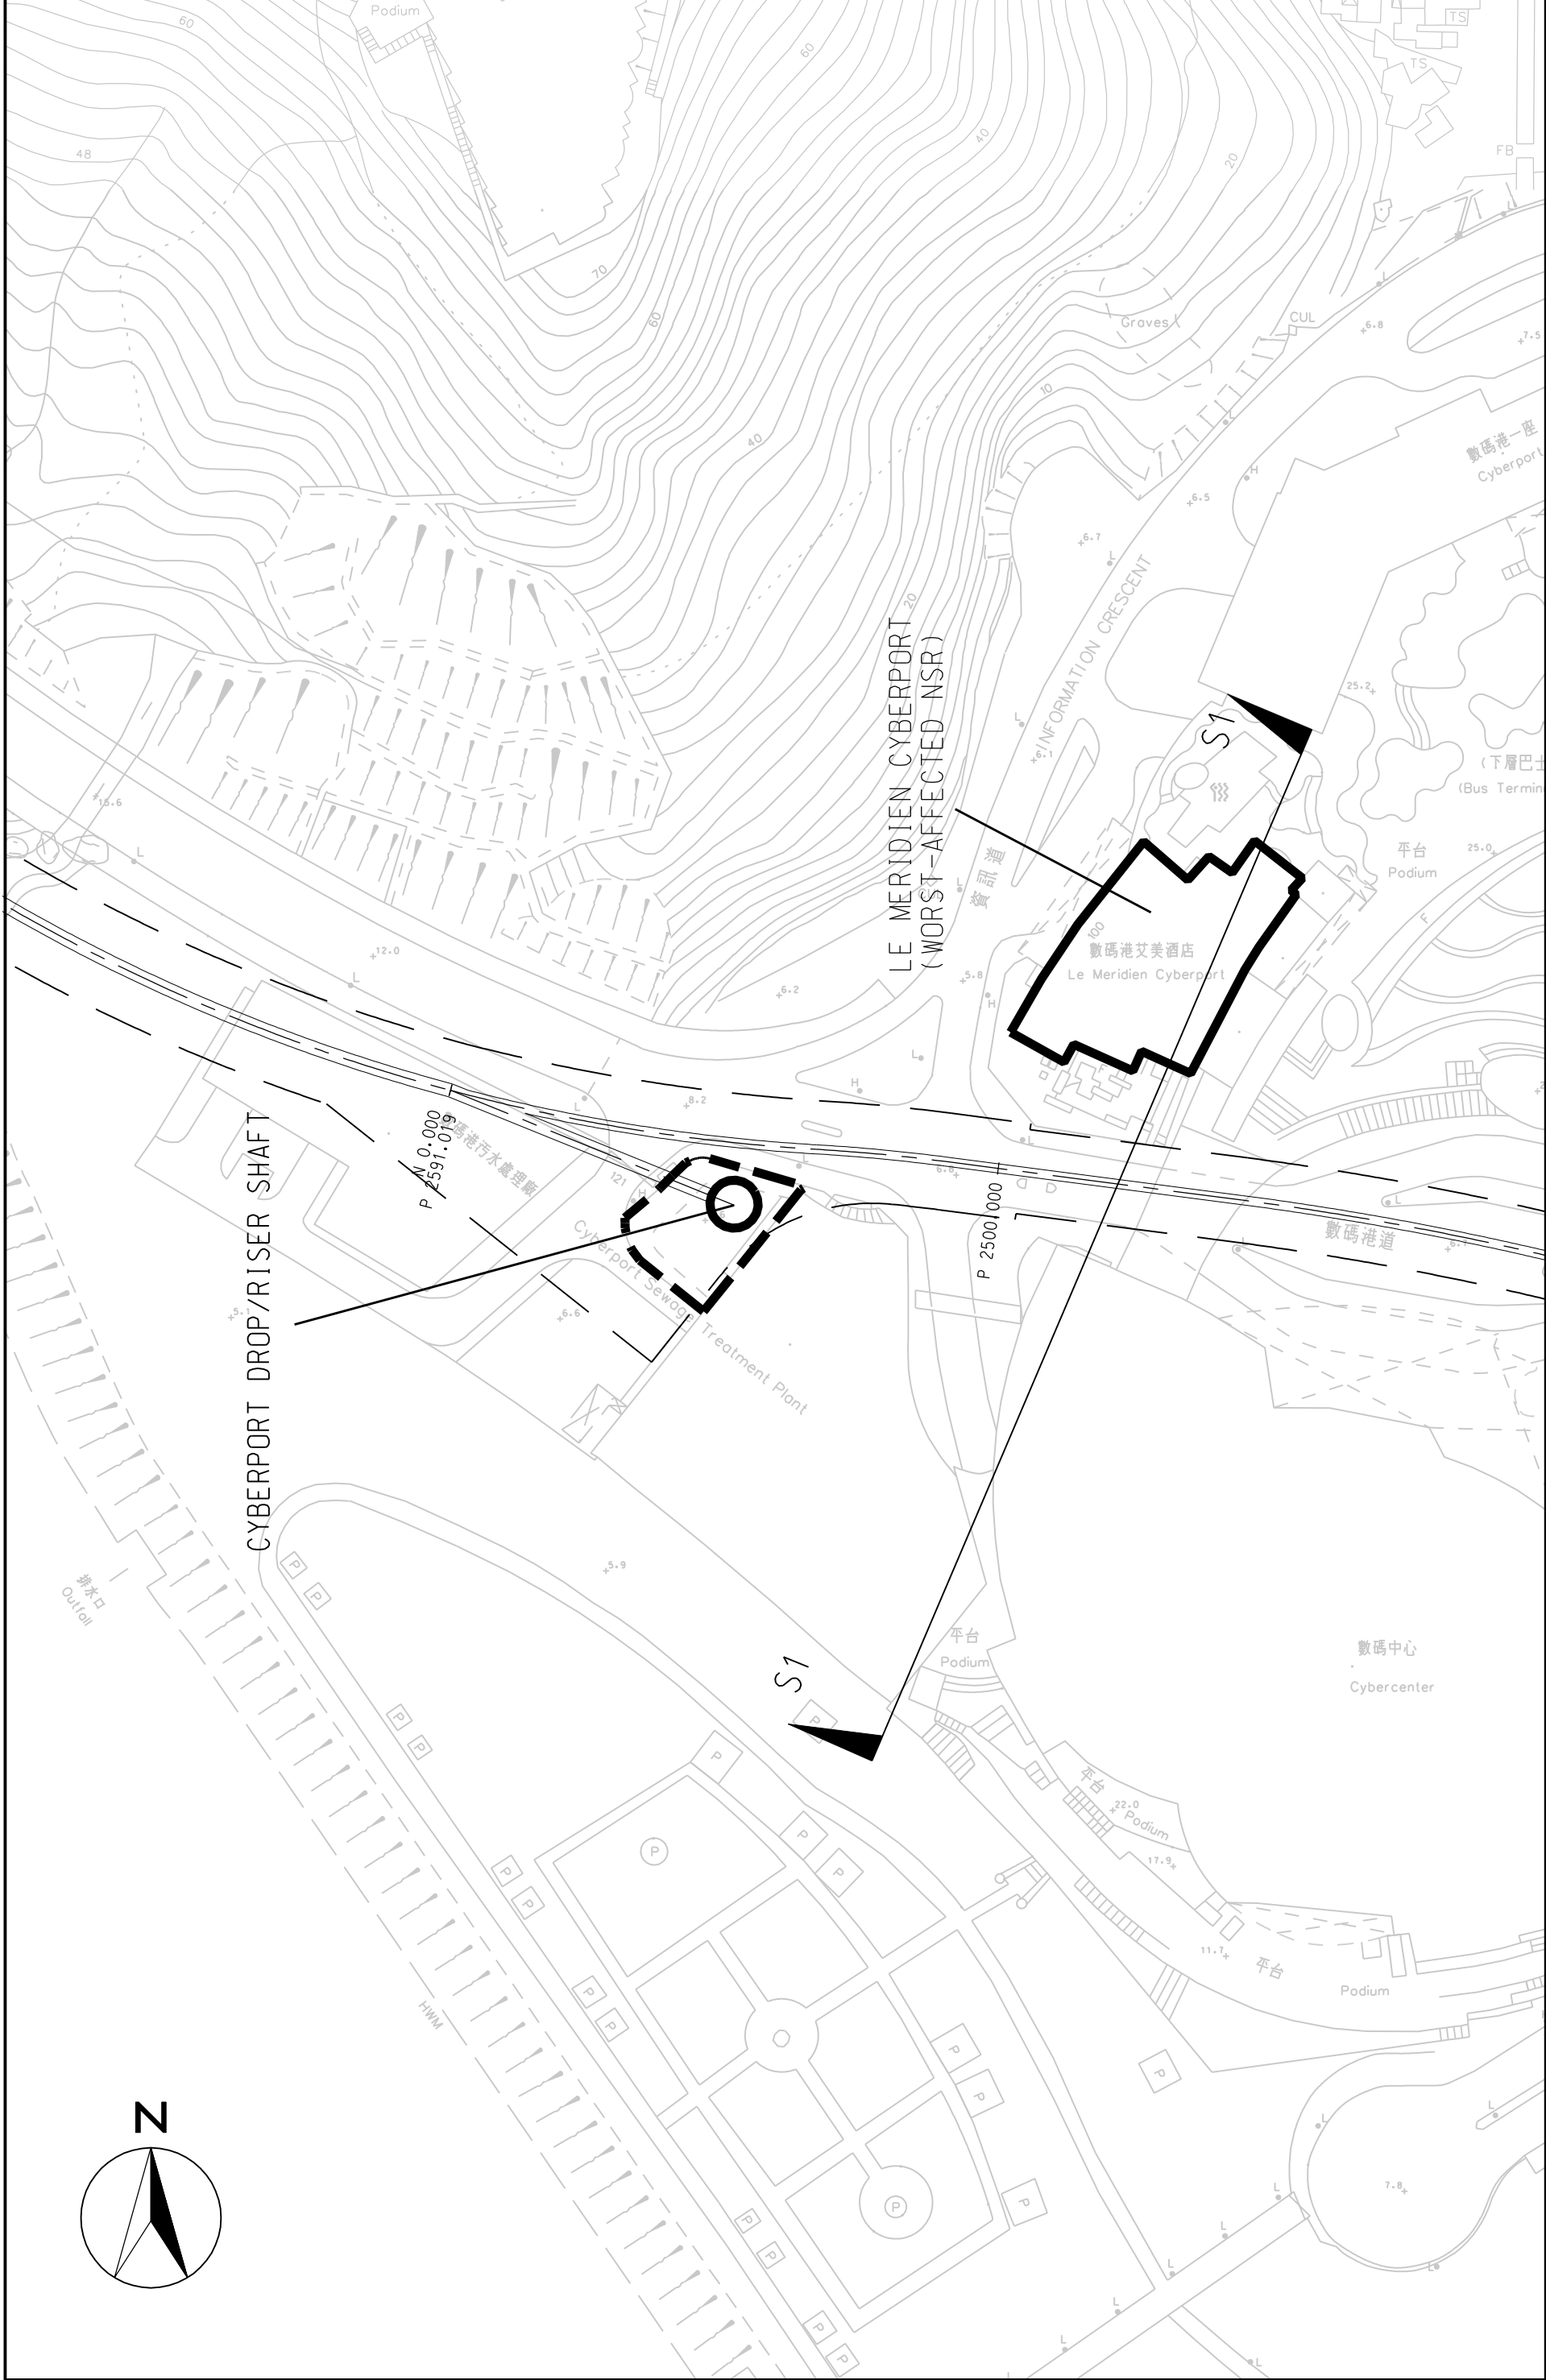 Podium
60
60
TS
TS
48
40
20
FB
L
70
60
L
Graves
CUL
6.8
7.5
10
L
40
數碼港一座
H
6.5
6.7
L
20
INFORMATION CRESCENT
LE MERIDIEN CYBERPORT
(WORST-AFFECTED NSR)
25.2
S1
L
6.1
15.6
L
(Bus Termin
平台
Podium
25.0
資訊道
L
F
100
數碼港艾美酒店
Le Meridien Cyberport
12.0
L
6.2
5.8
H
L
H
F
8.2
L
N 0.000
P 2591.019
數碼港污水處理廠
121
H
L
6.8
L
P 2500.000
L
數碼港道
L
CYBERPORT DROP/RISER SHAFT
Cyberport Sewage Treatment Plant
5.1
6.6
P
P
5.9
排水口
Outfall
平台
Podium
數碼中心
Cybercenter
S1
P
P
P
P
平台
Podium
22.0
P
P
P
17.9
P
P
11.7
平台
Podium
P
P
HWM
P
P
P
N
L
L
7.8
P
P
L
L
P
P
L
L
P
P
L
L
L